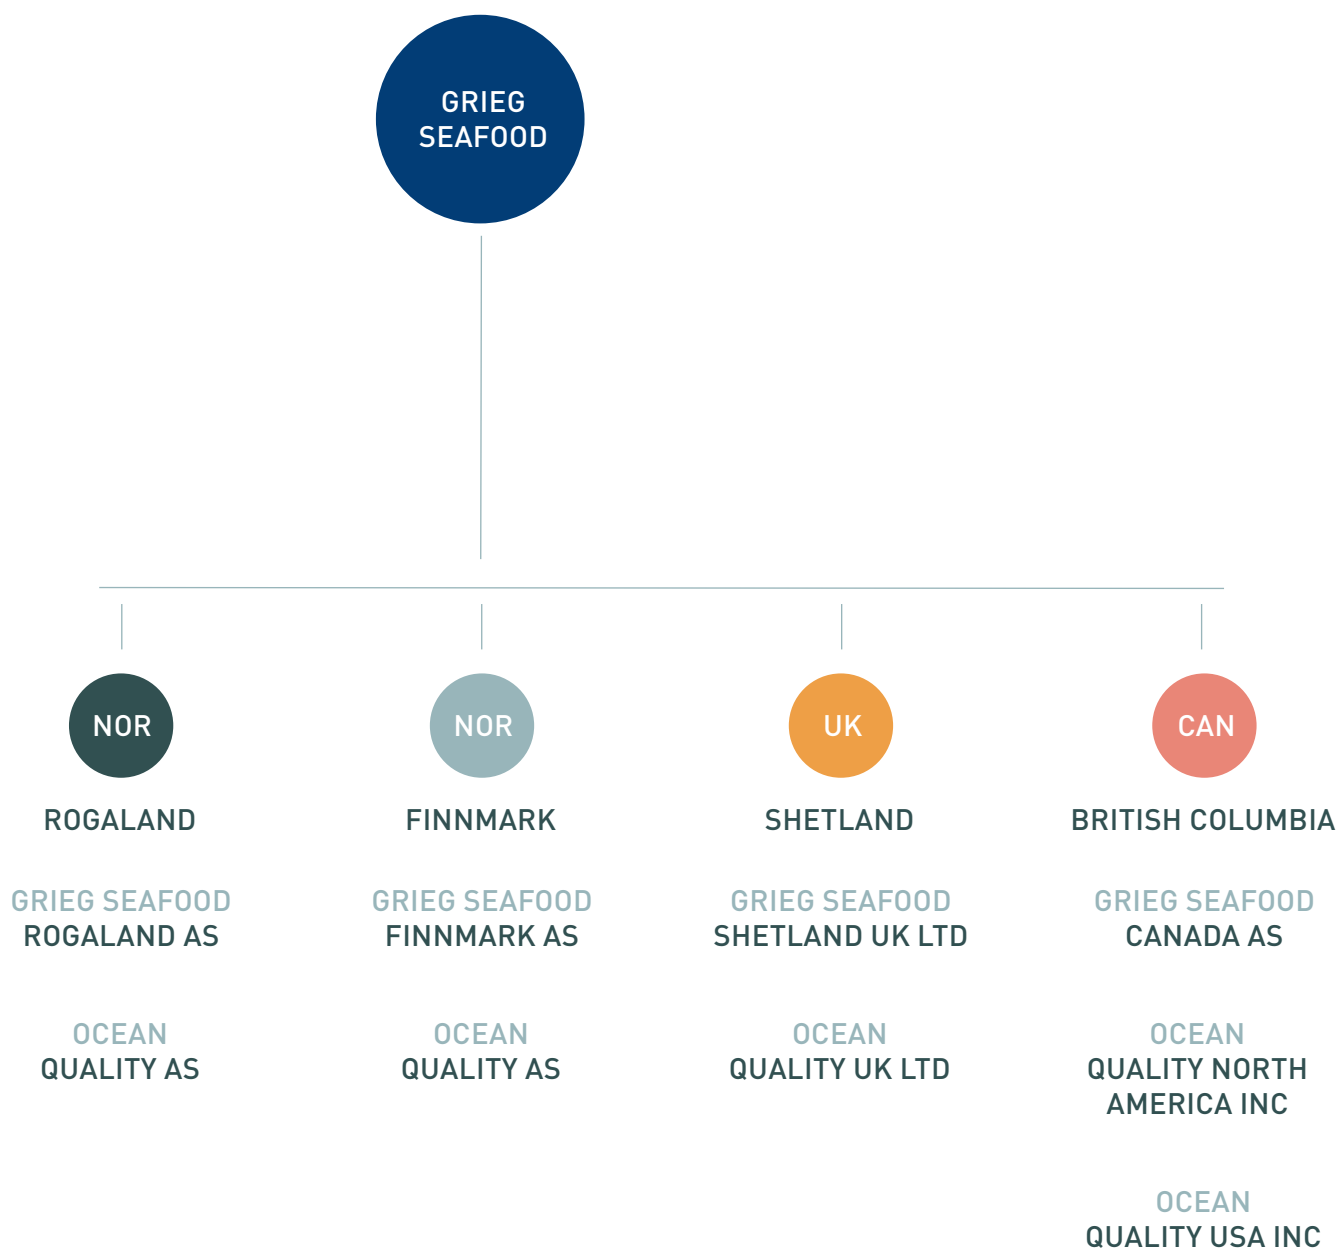 GRIEG
SEAFOOD
NOR
NOR
UK
CAN
ROGALAND
FINNMARK
SHETLAND
BRITISH COLUMBIA
GRIEG SEAFOOD
ROGALAND AS
GRIEG SEAFOOD
FINNMARK AS
GRIEG SEAFOOD
SHETLAND UK LTD
GRIEG SEAFOOD
CANADA AS
OCEAN
QUALITY AS
OCEAN
QUALITY AS
OCEAN
QUALITY UK LTD
OCEAN
QUALITY NORTH
AMERICA INC
OCEAN
QUALITY USA INC